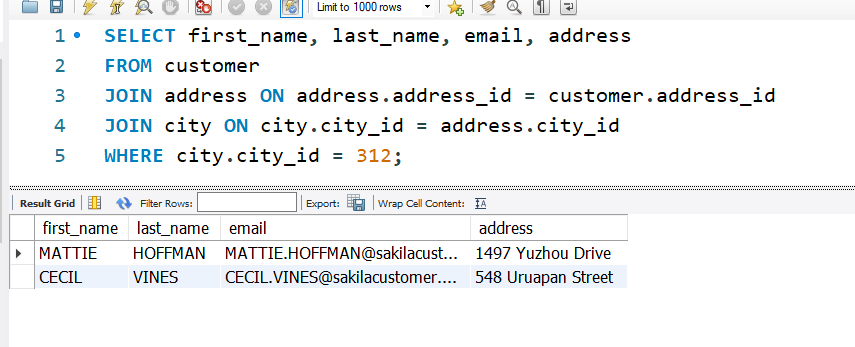 Limit to 1000 rows
1 SELECT first_name, last_name, email, address
2 FROM customer
3 JOIN address ON address.address_id = customer.address_id
4 JOIN city ON city.city_id = address.city_id
5 WHERE city.city_id = 312;
Result Grid Filter Rows: Export: Wrap Cell Content: IA
first_name last_name email address
MATTIE HOFFMAN MATTIE.HOFFMAN@sakilacust... 1497 Yuzhou Drive
CECIL VINES CECIL.VINES@sakilacustomer.... 548 Uruapan Street